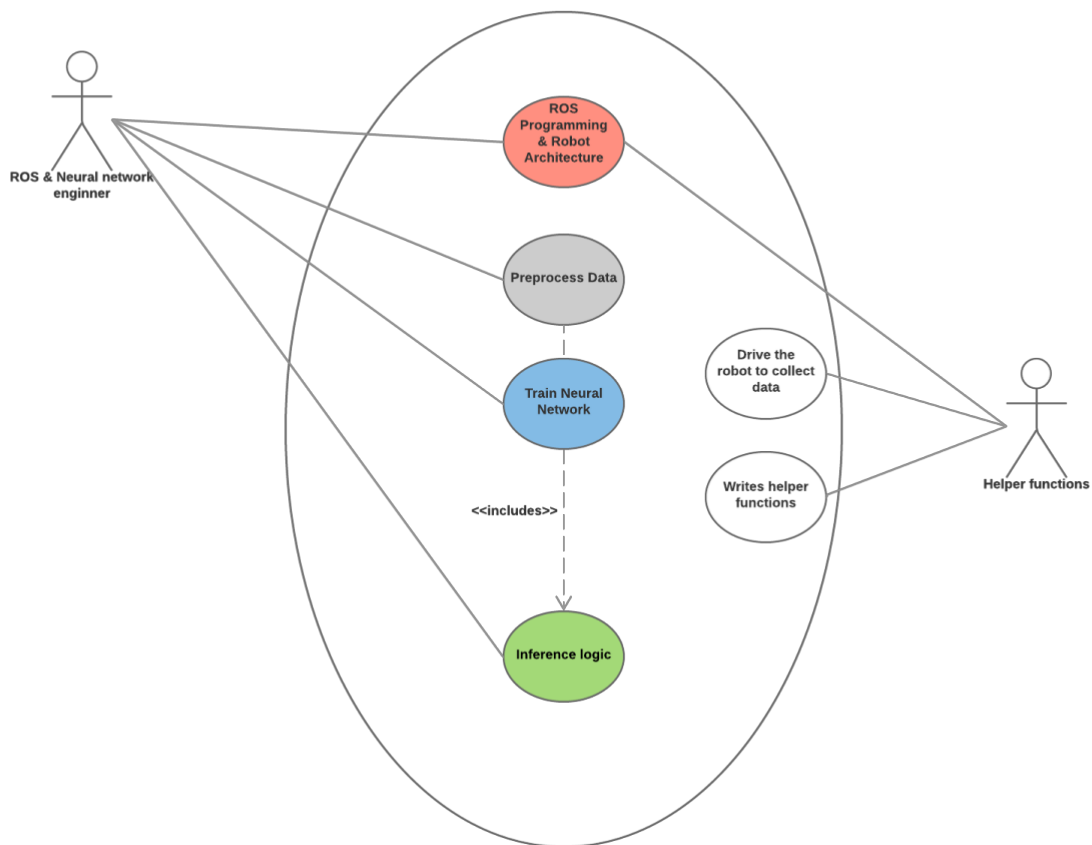 ROS
Programming
& Robot
Architecture
ROS & Neural network
enginner
Preprocess Data
Drive the
robot to collect
data
Train Neural
Network
Helper functions
Writes helper
functions
<<includes>>
Inference logic